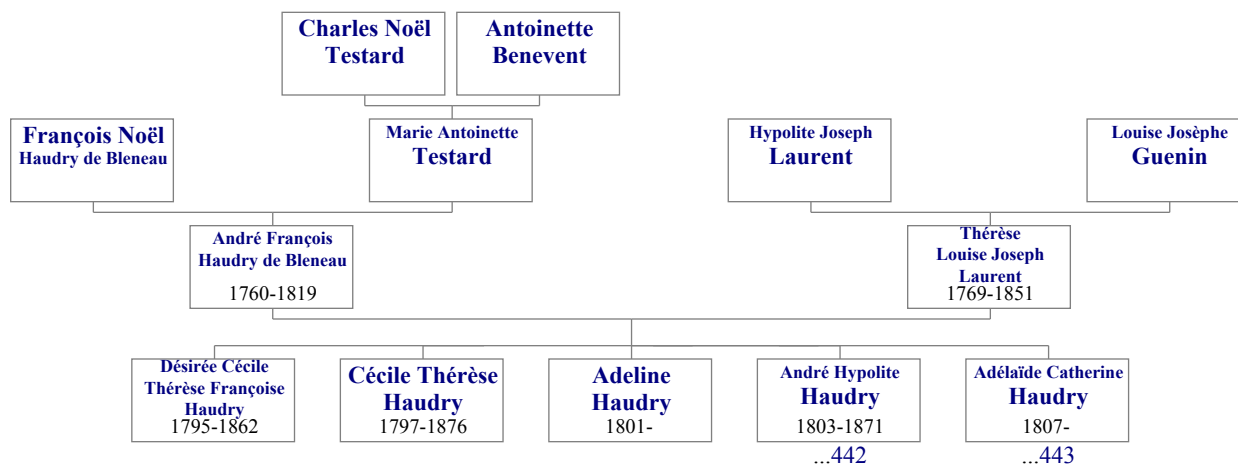 Charles Noël
Testard
Antoinette
Benevent
François Noël
Haudry de Bleneau
Marie Antoinette
Testard
Hypolite Joseph
Laurent
Louise Josèphe
Guenin
André François
Haudry de Bleneau
1760-1819
Thérèse
Louise Joseph
Laurent
1769-1851
Désirée Cécile
Thérèse Françoise
Haudry
1795-1862
Cécile Thérèse
Haudry
1797-1876
Adeline
Haudry
1801-
André Hypolite
Haudry
1803-1871
...442
Adélaïde Catherine
Haudry
1807-
...443